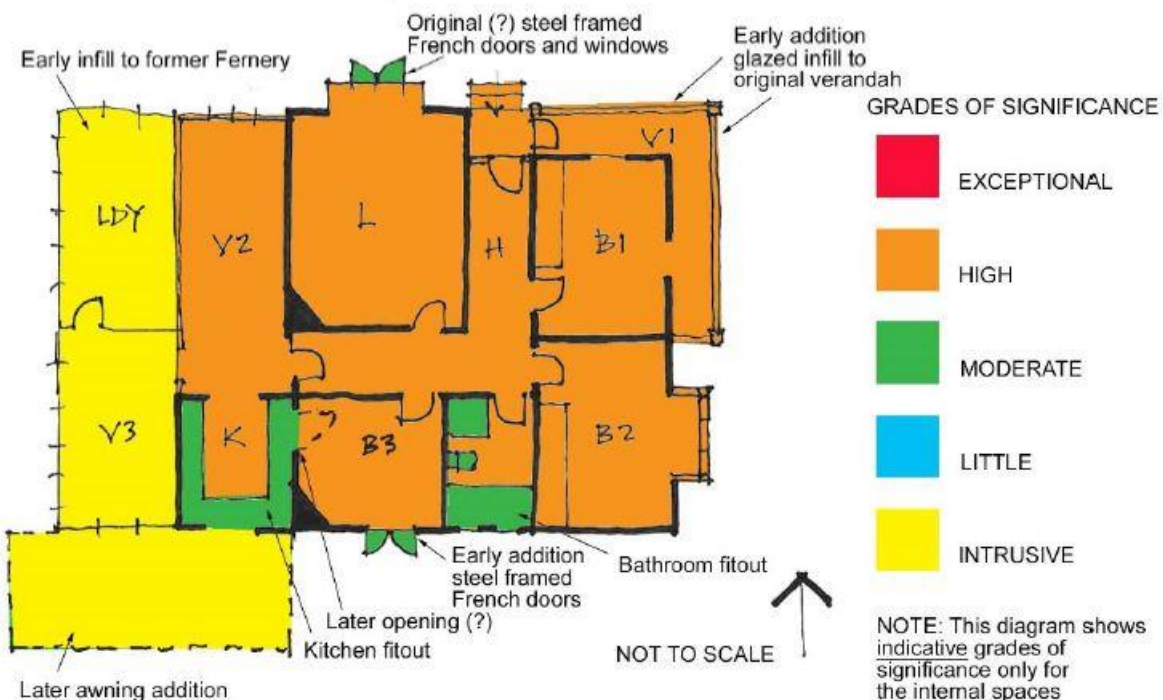 Original (?) steel framed
French doors and windows
Early infill to former Fernery
Early addition
glazed infill to
original verandah
GRADES OF SIGNIFICANCE
EXCEPTIONAL
HIGH
MODERATE
LITTLE
INTRUSIVE
NOTE: This diagram shows
indicative grades of
significance only for
the internal spaces
LDY
V2
L
V
H
V1
B1
V3
K
B3
B2
Early addition
steel framed
French doors
Bathroom fitout
Later opening (?)
Kitchen fitout
NOT TO SCALE
Later awning addition